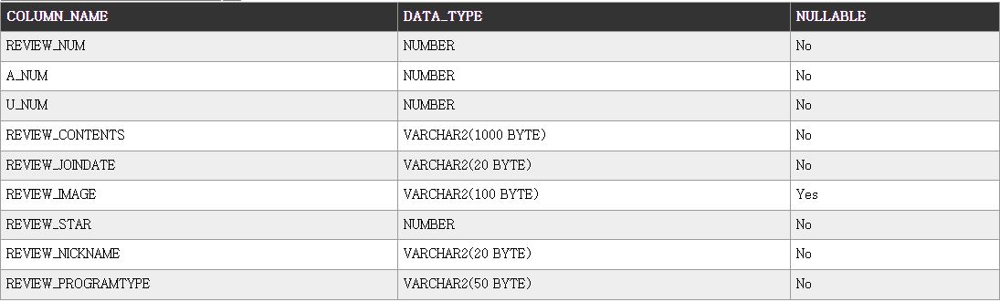 COLUMN_NAME DATA_TYPE NULLABLE
REVIEW_NUM NUMBER No
A_NUM NUMBER No
U_NUM NUMBER No
REVIEW_CONTENTS VARCHAR2(1000 BYTE) No
REVIEW_JOINDATE VARCHAR2(20 BYTE) No
REVIEW_IMAGE VARCHAR2(100 BYTE) Yes
REVIEW_STAR NUMBER No
REVIEW_NICKNAME VARCHAR2(20 BYTE) No
REVIEW_PROGRAMTYPE VARCHAR2(50 BYTE) No